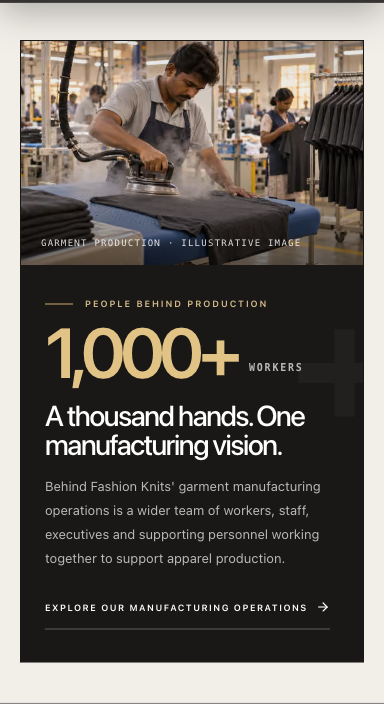 GARMENT PRODUCTION · ILLUSTRATIVE IMAGE
PEOPLE BEHIND PRODUCTION
1,000+ WORKERS
A thousand hands. One
manufacturing vision.
Behind Fashion Knits' garment manufacturing
operations is a wider team of workers, staff,
executives and supporting personnel working
together to support apparel production.
EXPLORE OUR MANUFACTURING OPERATIONS →